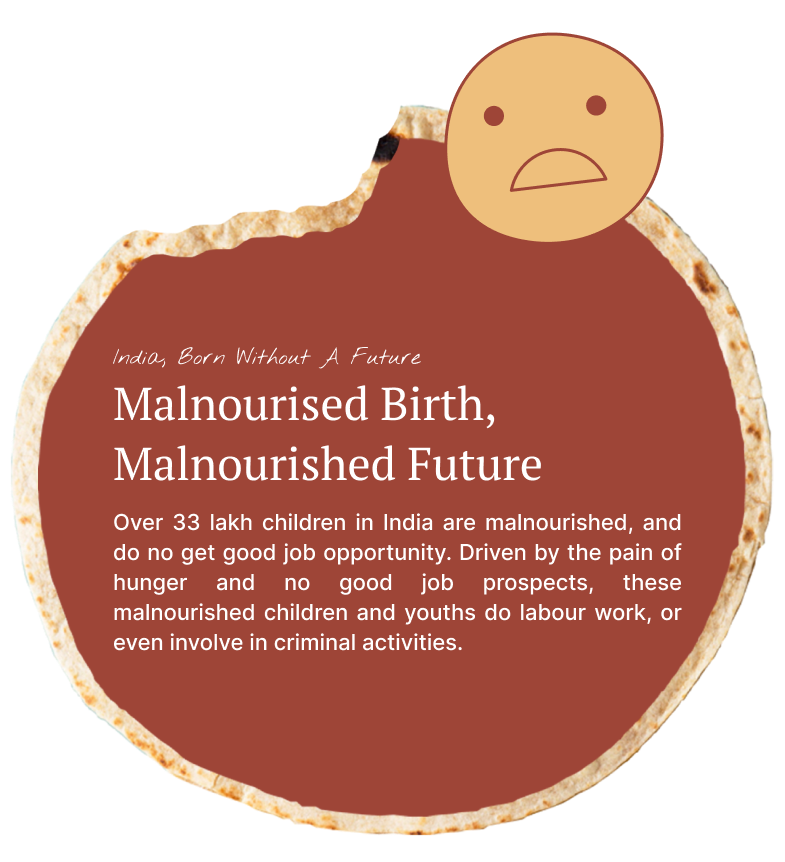 India, Born Without A Future
Malnourised Birth,
Malnourished Future
Over 33 lakh children in India are malnourished, and
do no get good job opportunity. Driven by the pain of
hunger and no good job prospects, these
malnourished children and youths do labour work, or
even involve in criminal activities.